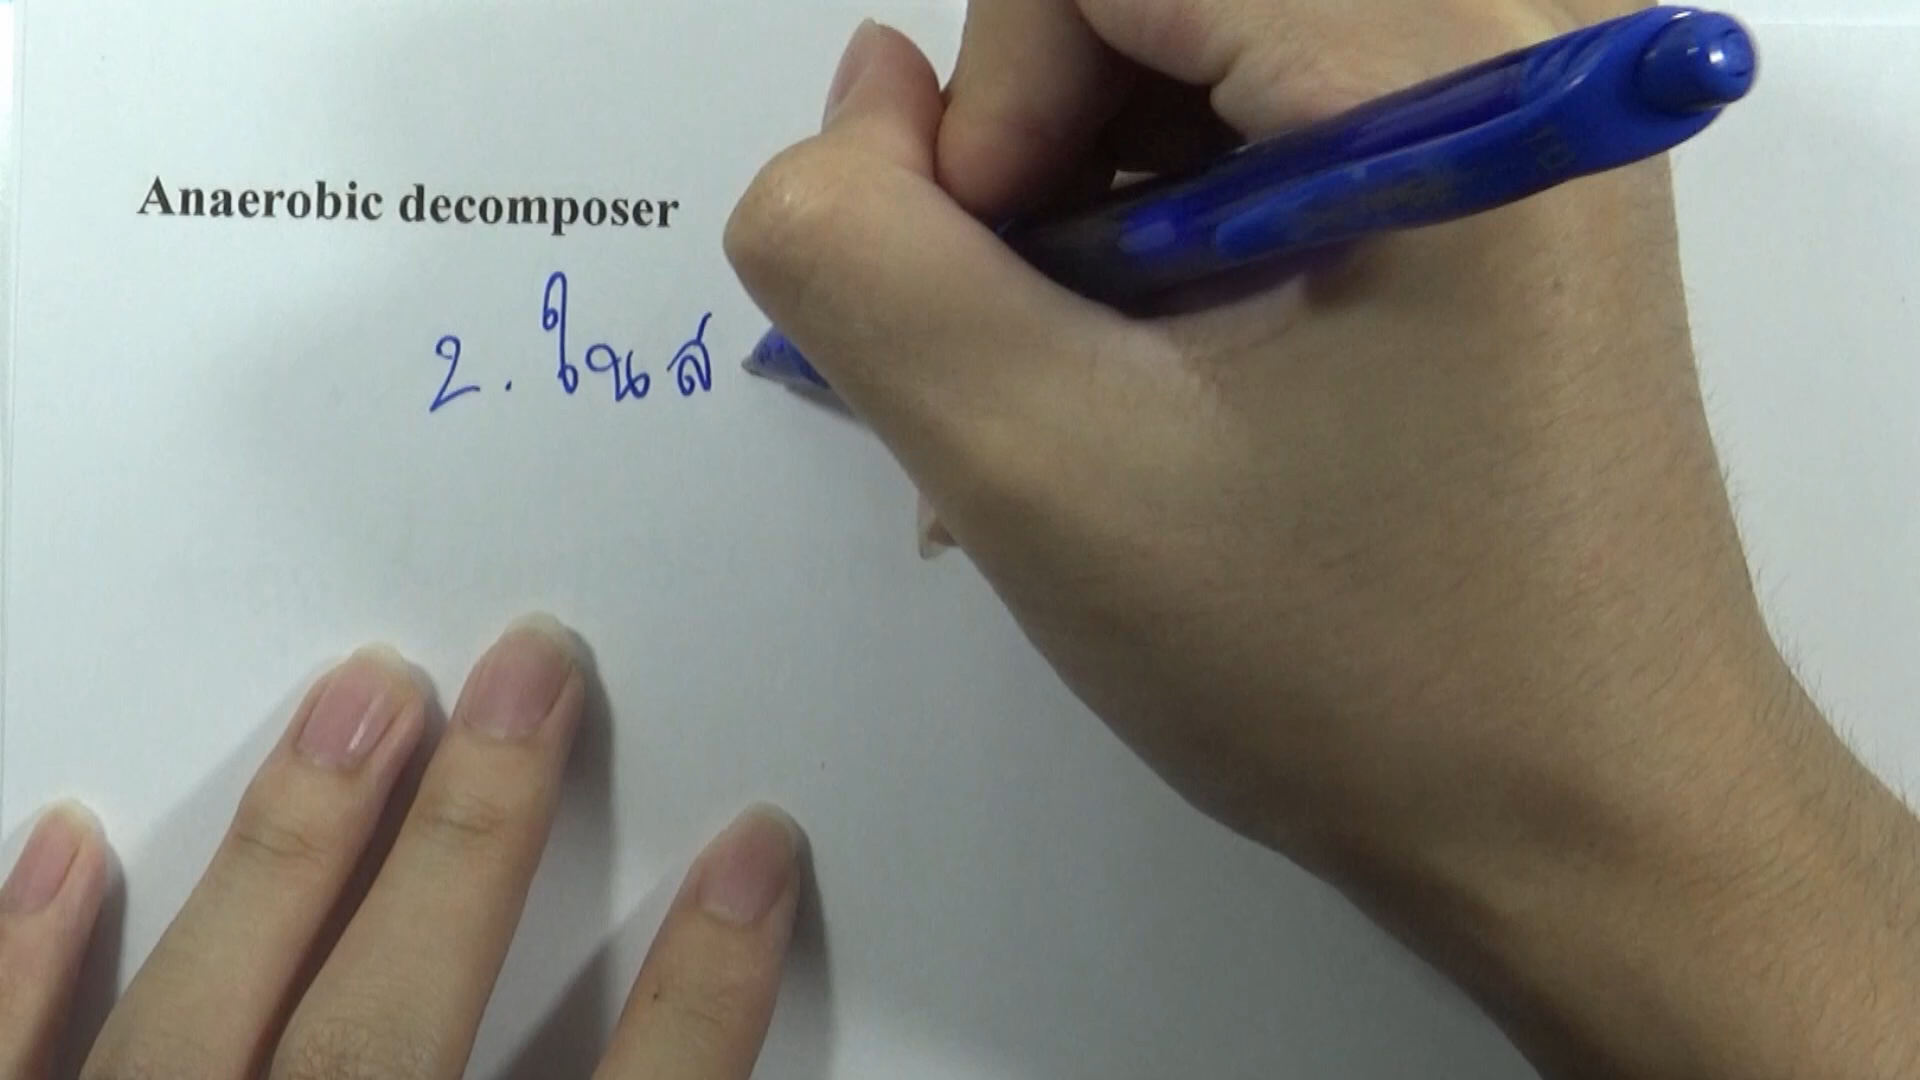 Anaerobic decomposer
2. ในส